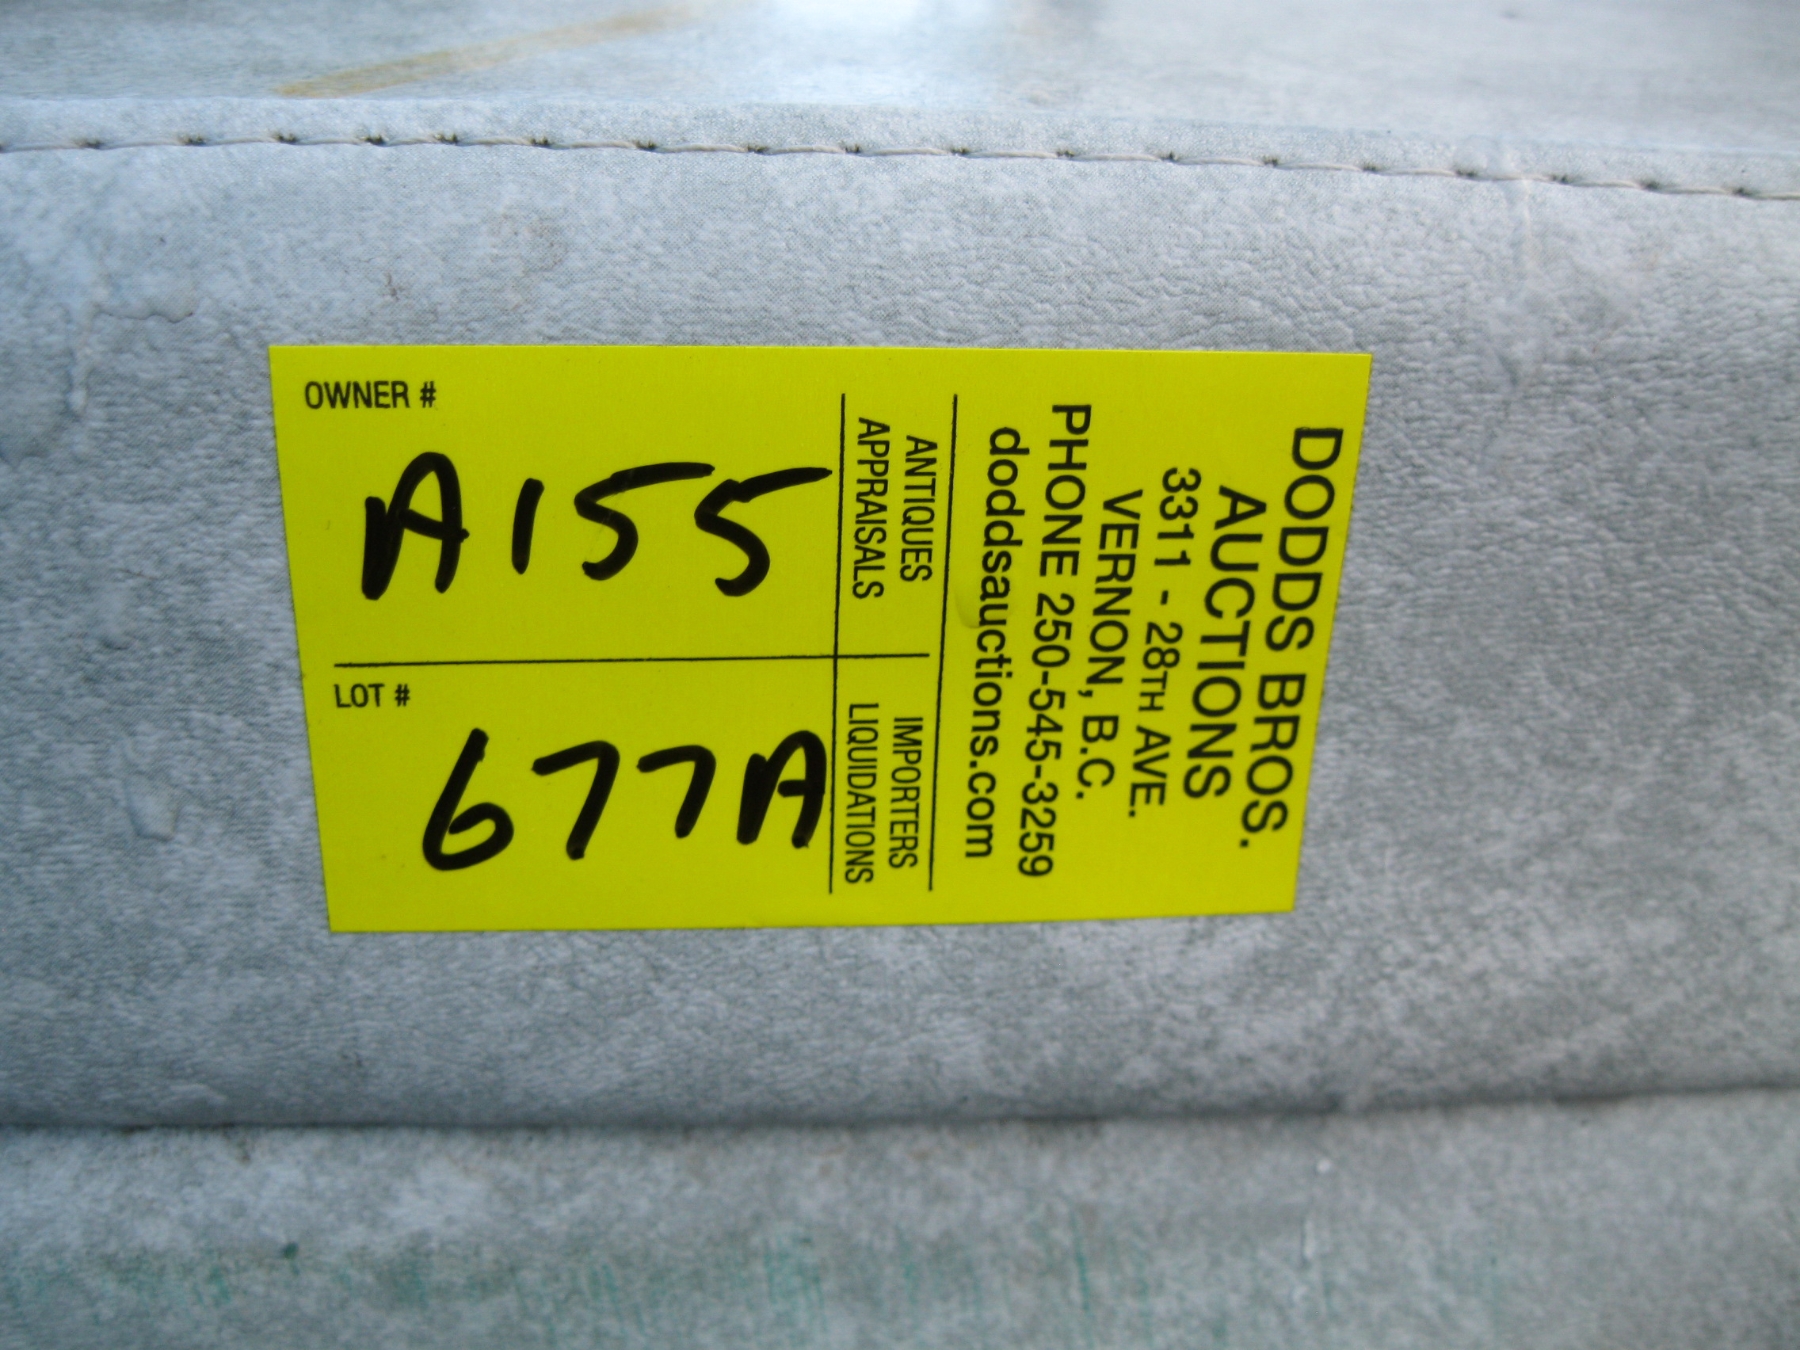 DODDS BROS.
AUCTIONS
3311 - 28TH AVE.
VERNON, B.C.
PHONE 250-545-3259
doddsauctions.com
ANTIQUES
APPRAISALS
IMPORTERS
LIQUIDATIONS
OWNER #
A155
LOT #
677A